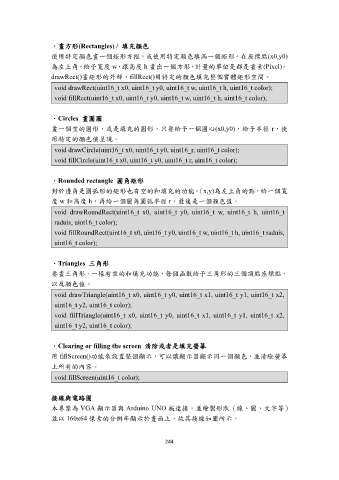 ．畫方形(Rectangles) / 填充顏色
使用特定顏色畫一個矩形方框，或使用特定顏色填滿一個矩形。在座標點(x0,y0)
為左上角，給予寬度 w，跟高度 h 畫出一個方形，計量的單位是都是畫素(Pixel)。
drawRect()畫矩形的外部，fillRect()用特定的顏色填充整個實體矩形空間。
void drawRect(uint16_t x0, uint16_t y0, uint16_t w, uint16_t h, uint16_t color);
void fillRect(uint16_t x0, uint16_t y0, uint16_t w, uint16_t h, uint16_t color);
．Circles 畫圓圈
畫一個空的圓形，或是填充的圓形。只要給予一個圓心(x0,y0)，給予半徑 r，使
用特定的顏色值呈現。
void drawCircle(uint16_t x0, uint16_t y0, uint16_t r, uint16_t color);
void fillCircle(uint16_t x0, uint16_t y0, uint16_t r, uint16_t color);
．Rounded rectangle 圓角矩形
對於邊角是圓弧形的矩形也有空的和填充的功能。( x,y)為左上角的點，給一個寬
度 w 和高度 h，再給一個圓角圓弧半徑 r，最後是一個顏色值。
void drawRoundRect(uint16_t x0, uint16_t y0, uint16_t w, uint16_t h, uint16_t
raduis, uint16_t color);
void fillRoundRect(uint16_t x0, uint16_t y0, uint16_t w, uint16_t h, uint16_t raduis,
uint16_t color);
．Triangles 三角形
要畫三角形，一樣有空的和填充功能。每個函數給予三角形的三個頂點座標點，
以及顏色值。
void drawTriangle(uint16_t x0, uint16_t y0, uint16_t x1, uint16_t y1, uint16_t x2,
uint16_t y2, uint16_t color);
void fillTriangle(uint16_t x0, uint16_t y0, uint16_t x1, uint16_t y1, uint16_t x2,
uint16_t y2, uint16_t color);
．Clearing or filling the screen 清除或者是填充螢幕
用 fillScreen()功能來設置整個顯示，可以讓顯示器顯示同一個顏色，並清除螢幕
上所有的內容。
void fillScreen(uint16_t color);
接線與電路圖
本專案為 VGA 顯示器與 Arduino UNO 板連接，並繪製形狀（線、圓、文字等）
並以 160x64 像素的分辨率顯示於畫面上，故其接線如圖所示。
244